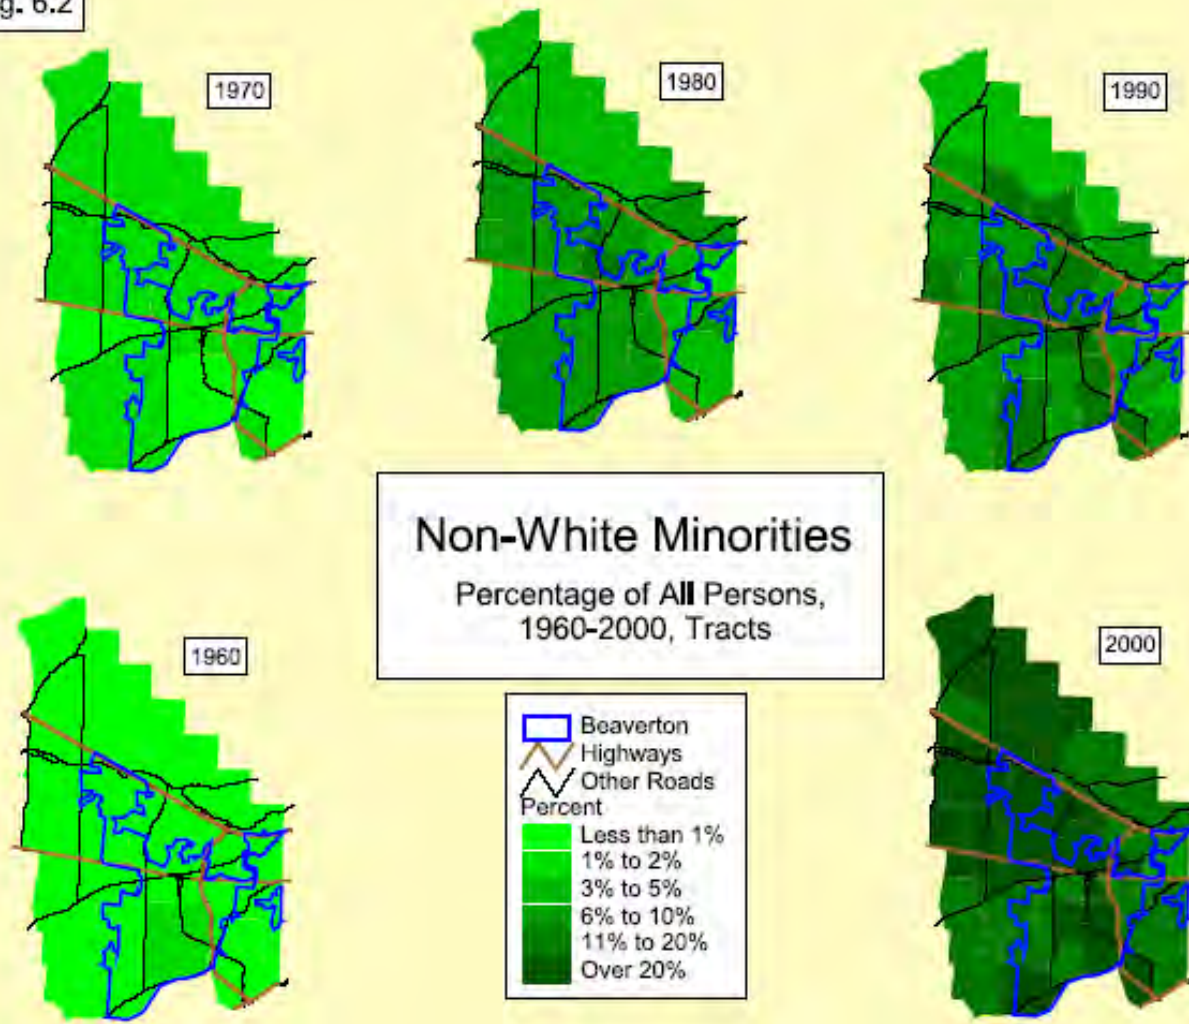 g. 6.2
1970
1980
1990
Non-White Minorities
Percentage of All Persons,
1960-2000, Tracts
1960
2000
Beaverton
Highways
Other Roads
Percent
Less than 1%
1% to 2%
3% to 5%
6% to 10%
11% to 20%
Over 20%